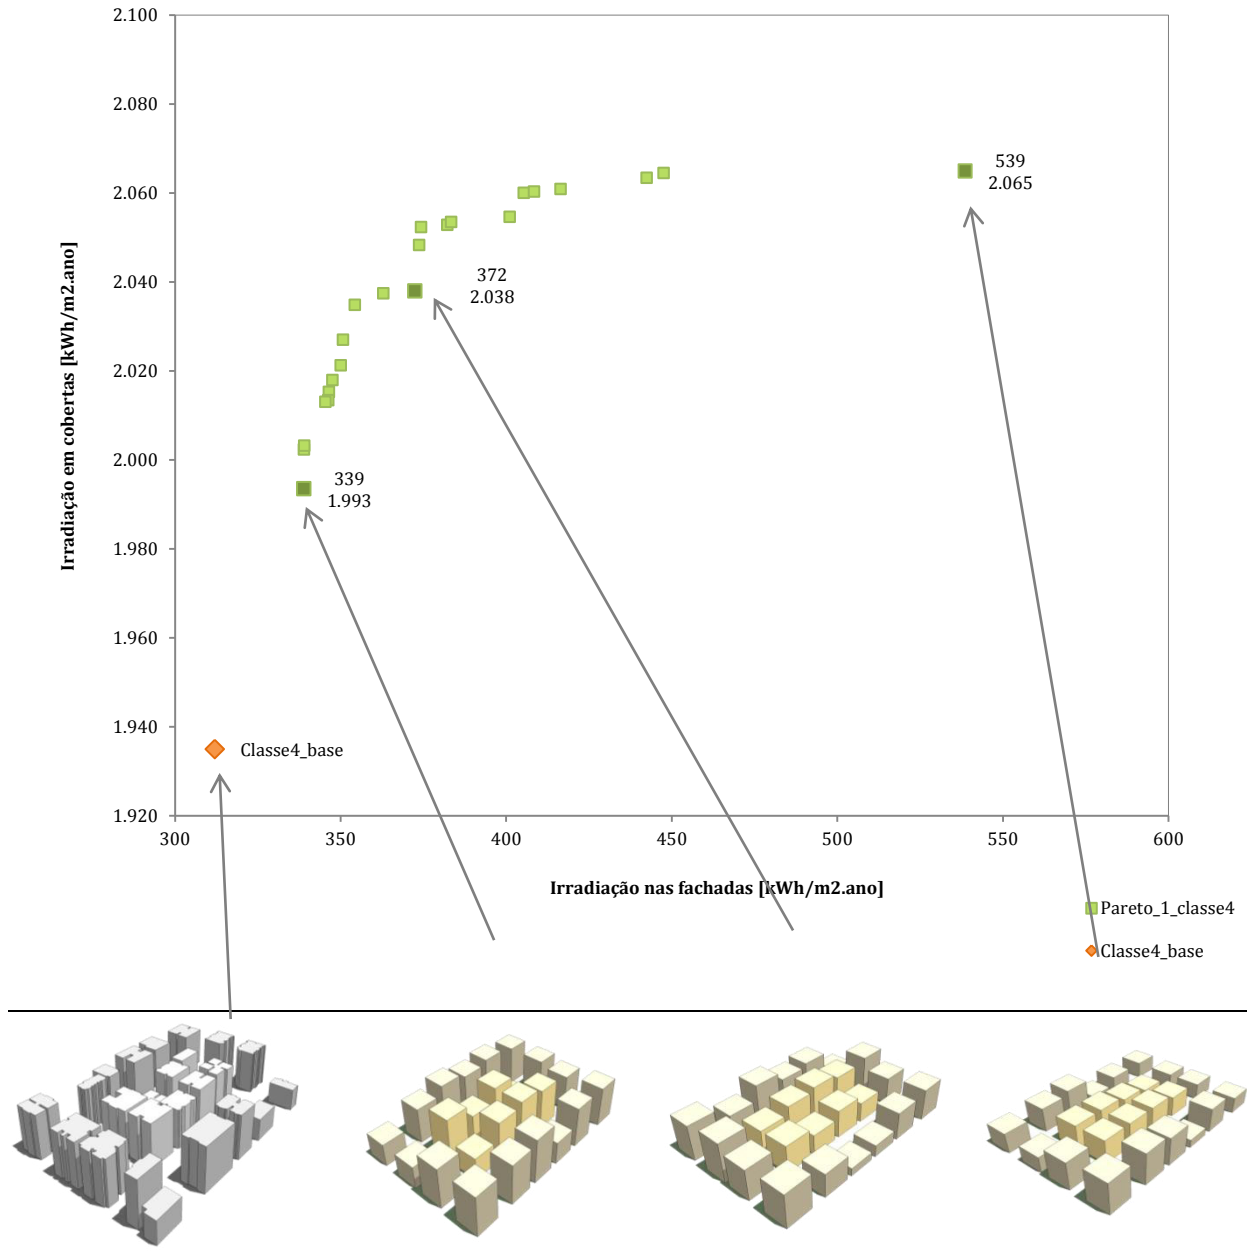 2.100
2.080
2.060
2.040
2.020
2.000
1.980
1.960
1.940
1.920
Irradiação em cobertas [kWh/m2.ano]
539
2.065
372
2.038
339
1.993
Classe4_base
300 350 400 450 500 550 600
Irradiação nas fachadas [kWh/m2.ano]
Pareto_1_classe4
Classe4_base